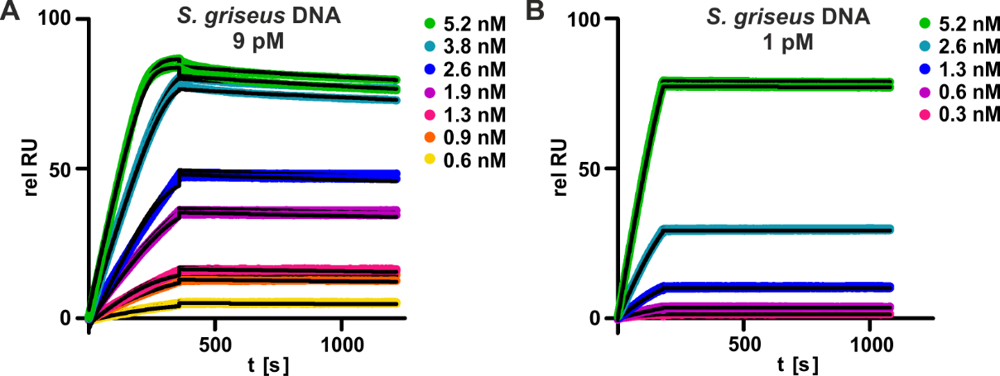 A
S. griseus DNA
9 pM
100
50
0
500
1000
rel RU
t [s]
5.2 nM
3.8 nM
2.6 nM
1.9 nM
1.3 nM
0.9 nM
0.6 nM
B
S. griseus DNA
1 pM
100
50
0
500
1000
rel RU
t [s]
5.2 nM
2.6 nM
1.3 nM
0.6 nM
0.3 nM